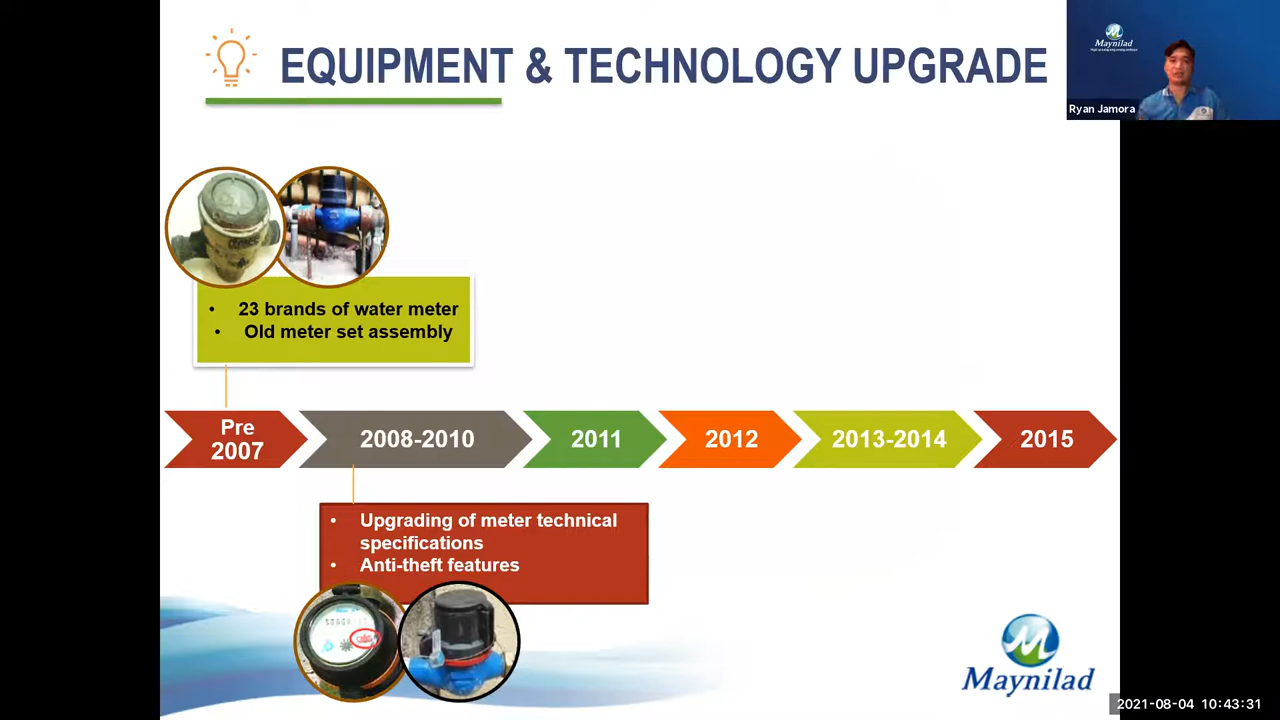 EQUIPMENT & TECHNOLOGY UPGRADE
Maynilad
Ryan Jamora
• 23 brands of water meter
• Old meter set assembly
Pre
2007
2008-2010
2011
2012
2013-2014
2015
• Upgrading of meter technical
specifications
• Anti-theft features
Maynilad
2021-08-04 10:43:31